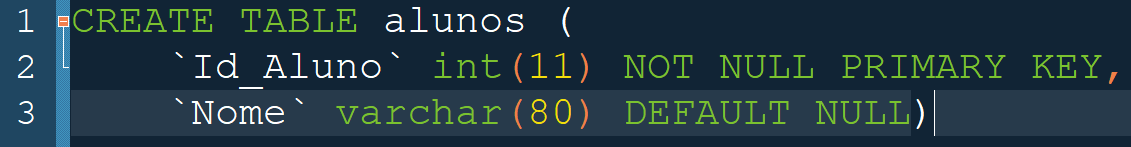 1 CREATE TABLE alunos (
2 `Id_Aluno` int(11) NOT NULL PRIMARY KEY,
3 `Nome` varchar(80) DEFAULT NULL)